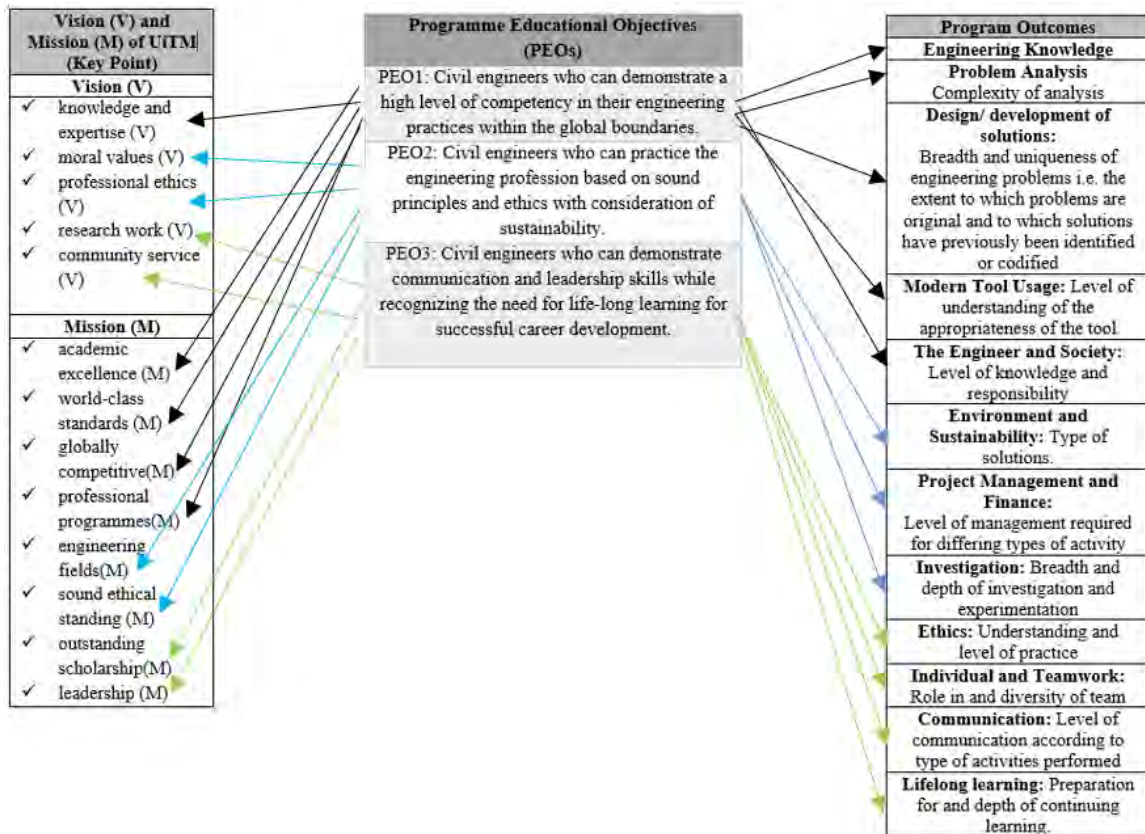 Vision (V) and
Mission (M) of UiTM
(Key Point)
Vision (V)
✓ knowledge and
expertise (V)
✓ moral values (V)
✓ professional ethics
(V)
✓ research work (V)
✓ community service
(V)
Mission (M)
✓ academic
excellence (M)
✓ world-class
standards (M)
✓ globally
competitive(M)
✓ professional
programmes(M)
✓ engineering
fields(M)
✓ sound ethical
standing (M)
✓ outstanding
scholarship(M)
✓ leadership (M)
Programme Educational Objectives
(PEOs)
PEO1: Civil engineers who can demonstrate a
high level of competency in their engineering
practices within the global boundaries.
PEO2: Civil engineers who can practice the
engineering profession based on sound
principles and ethics with consideration of
sustainability.
PEO3: Civil engineers who can demonstrate
communication and leadership skills while
recognizing the need for life-long learning for
successful career development.
Program Outcomes
Engineering Knowledge
Problem Analysis
Complexity of analysis
Design/ development of
solutions:
Breadth and uniqueness of
engineering problems i.e. the
extent to which problems are
original and to which solutions
have previously been identified
or codified
Modern Tool Usage: Level of
understanding of the
appropriateness of the tool
The Engineer and Society:
Level of knowledge and
responsibility
Environment and
Sustainability: Type of
solutions.
Project Management and
Finance:
Level of management required
for differing types of activity
Investigation: Breadth and
depth of investigation and
experimentation
Ethics: Understanding and
level of practice
Individual and Teamwork:
Role in and diversity of team
Communication: Level of
communication according to
type of activities performed
Lifelong learning: Preparation
for and depth of continuing
learning.